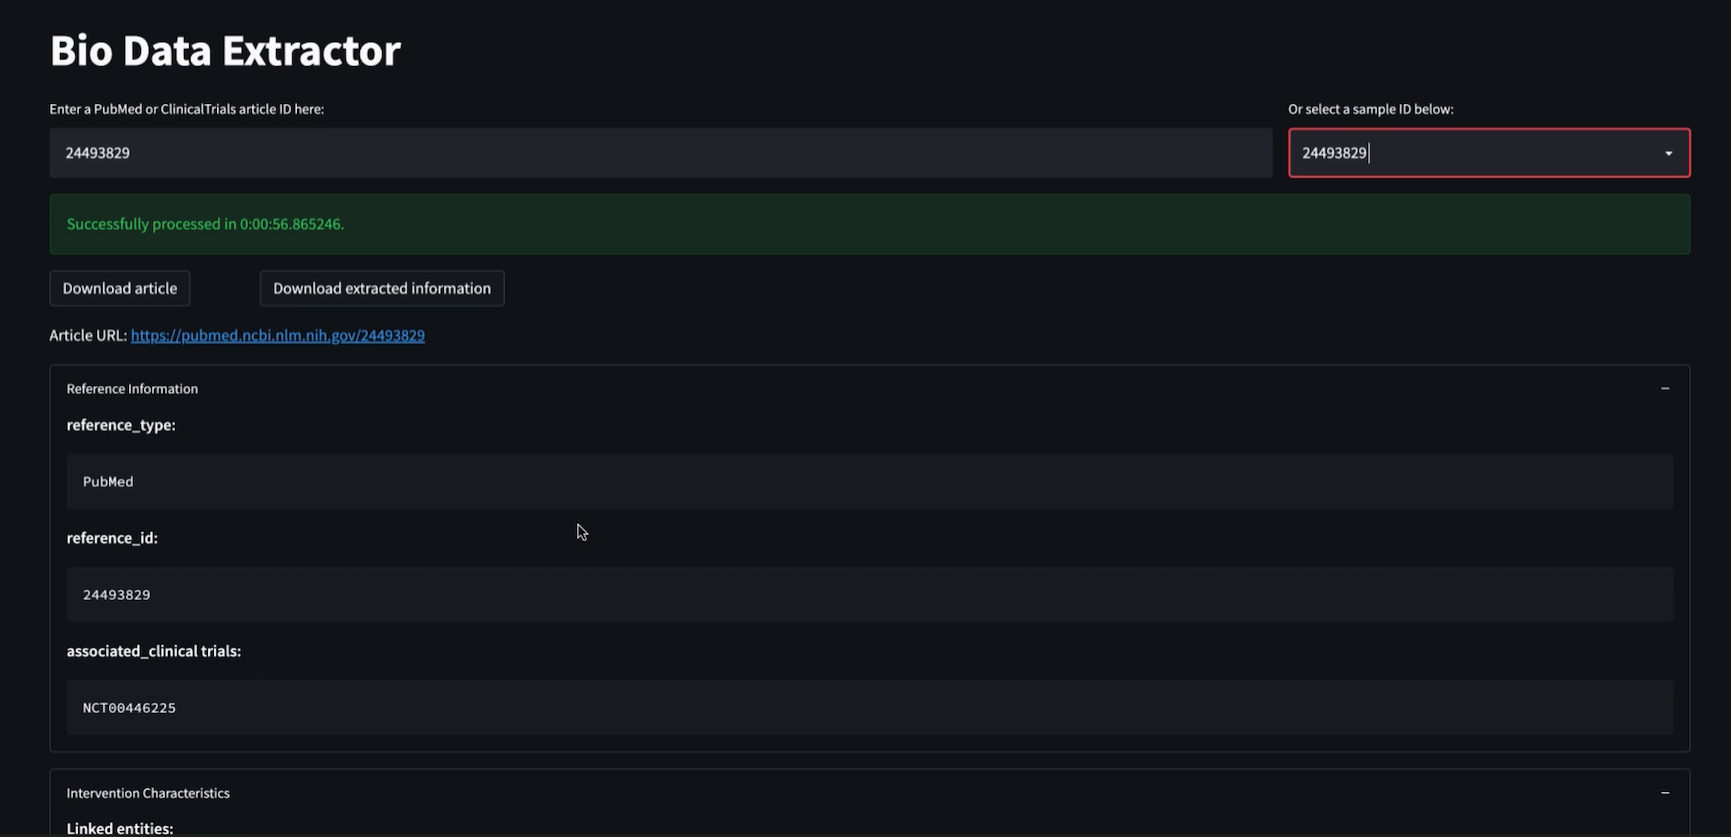 Bio Data Extractor
Enter a PubMed or ClinicalTrials article ID here:
Or select a sample ID below:
24493829
24493829
Successfully processed in 0:00:56.865246.
Download article
Download extracted information
Article URL: https://pubmed.ncbi.nlm.nih.gov/24493829
Reference Information
reference_type:
PubMed
reference_id:
24493829
associated_clinical trials:
NCT00446225
Intervention Characteristics
Linked entities: